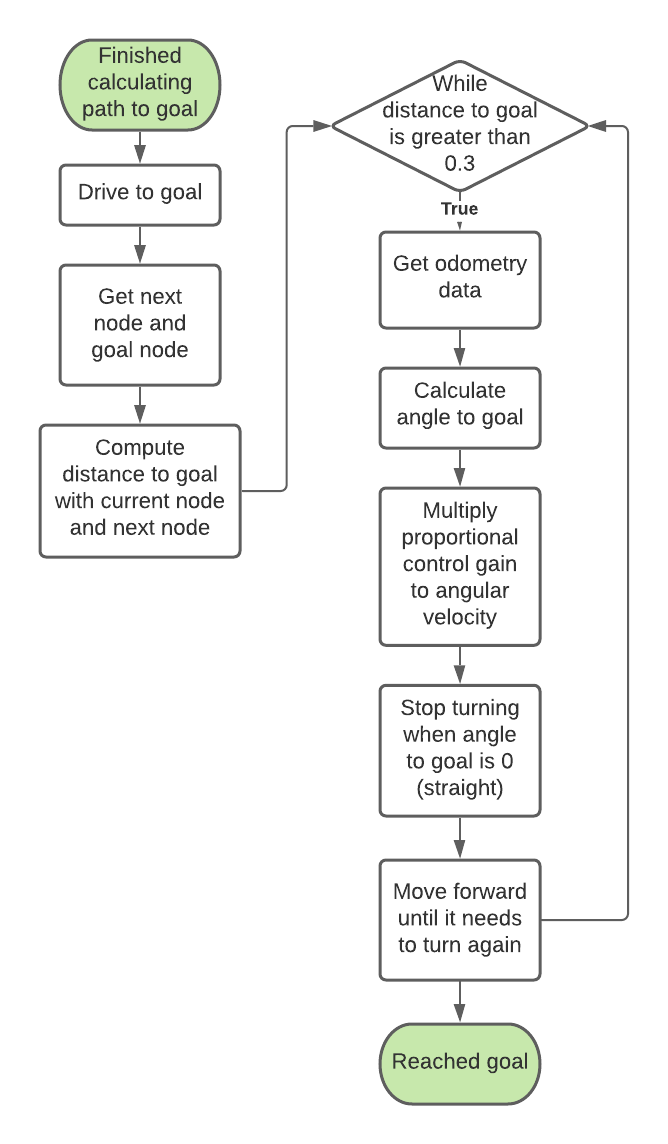 Finished
calculating
path to goal
Drive to goal
Get next
node and
goal node
Compute
distance to goal
with current node
and next node
While
distance to goal
is greater than
0.3
True
Get odometry
data
Calculate
angle to goal
Multiply
proportional
control gain
to angular
velocity
Stop turning
when angle
to goal is 0
(straight)
Move forward
until it needs
to turn again
Reached goal